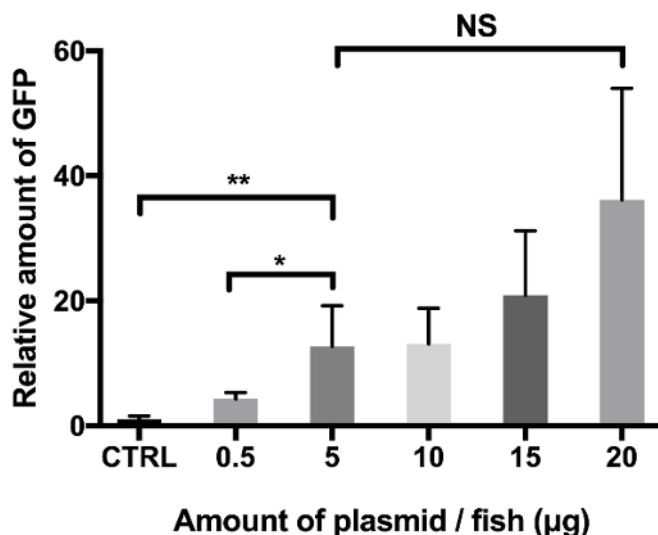 NS
60
40
20
0
**
*
Relative amount of GFP
CTRL 0.5 5 10 15 20
Amount of plasmid / fish (µg)